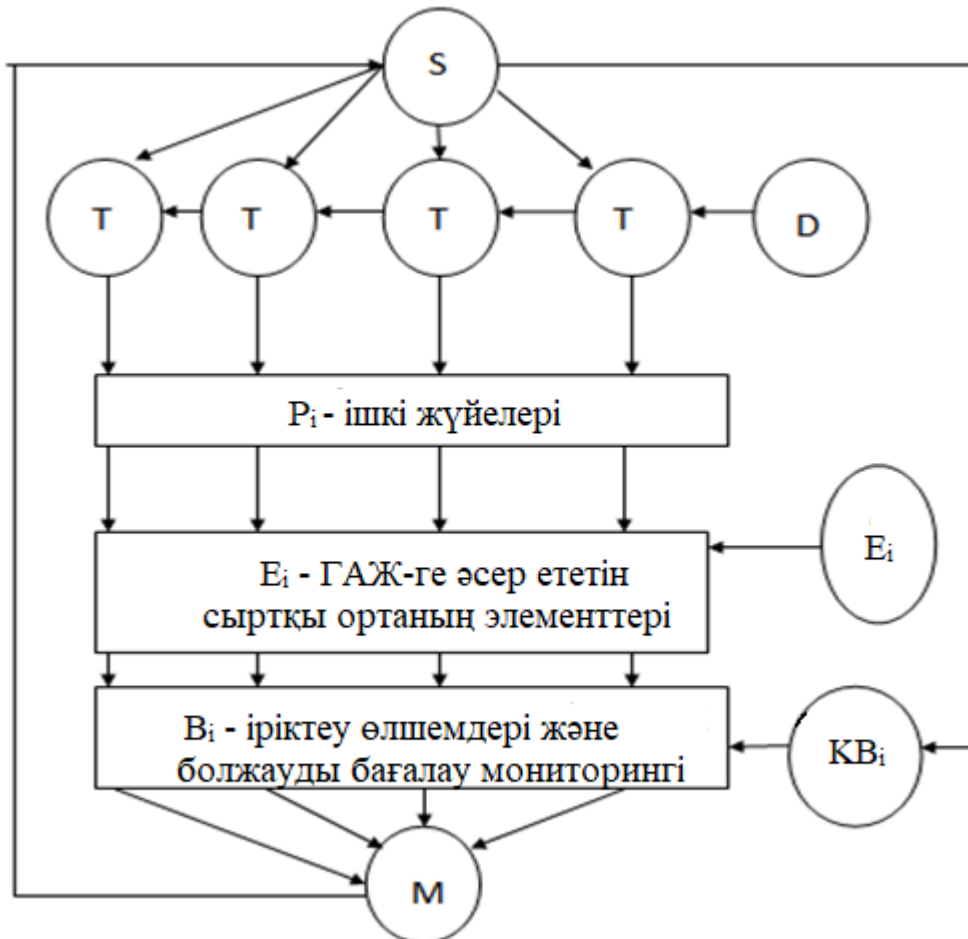 S
T
T
T
T
D
Pᵢ - ішкі жүйелері
Eᵢ - ГАЖ-ге әсер ететін
сыртқы ортаның элементтері
Eᵢ
Bᵢ - іріктеу өлшемдері және
болжауды бағалау мониторингі
KBᵢ
M